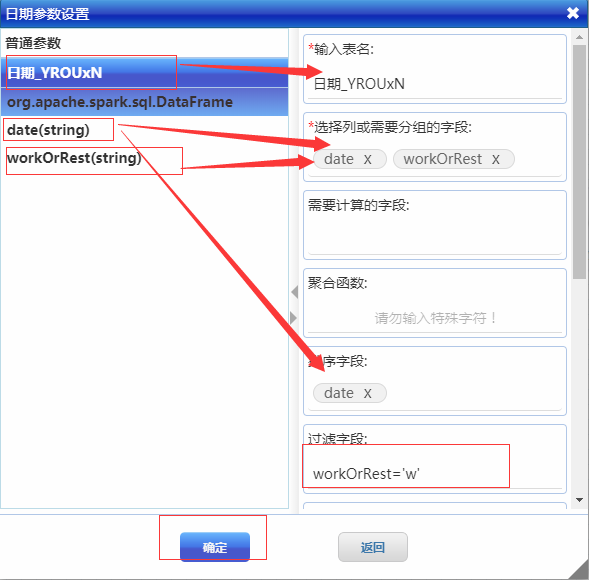 日期参数设置
普通参数
日期_YROUxN
org.apache.spark.sql.DataFrame
date(string)
workOrRest(string)
*输入表名:
日期_YROUxN
*选择列或需要分组的字段:
date x workOrRest x
需要计算的字段:
聚合函数:
请勿输入特殊字符！
序字段:
date x
过滤字段:
workOrRest='w'
确定 返回